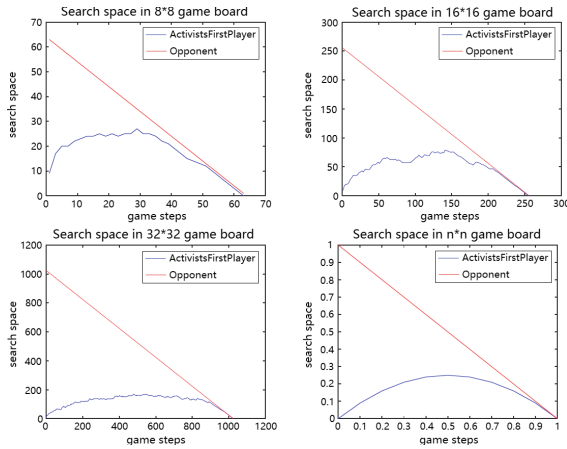 Search space in 8*8 game board
70
60
50
40
30
20
10
0
search space
ActivistsFirstPlayer
Opponent
0 10 20 30 40 50 60 70
game steps
Search space in 16*16 game board
300
250
200
150
100
50
0
search space
ActivistsFirstPlayer
Opponent
0 50 100 150 200 250 300
game steps
Search space in 32*32 game board
1200
1000
800
600
400
200
0
search space
ActivistsFirstPlayer
Opponent
0 200 400 600 800 1000 1200
game steps
Search space in n*n game board
1
0.9
0.8
0.7
0.6
0.5
0.4
0.3
0.2
0.1
0
search space
ActivistsFirstPlayer
Opponent
0 0.1 0.2 0.3 0.4 0.5 0.6 0.7 0.8 0.9 1
game steps